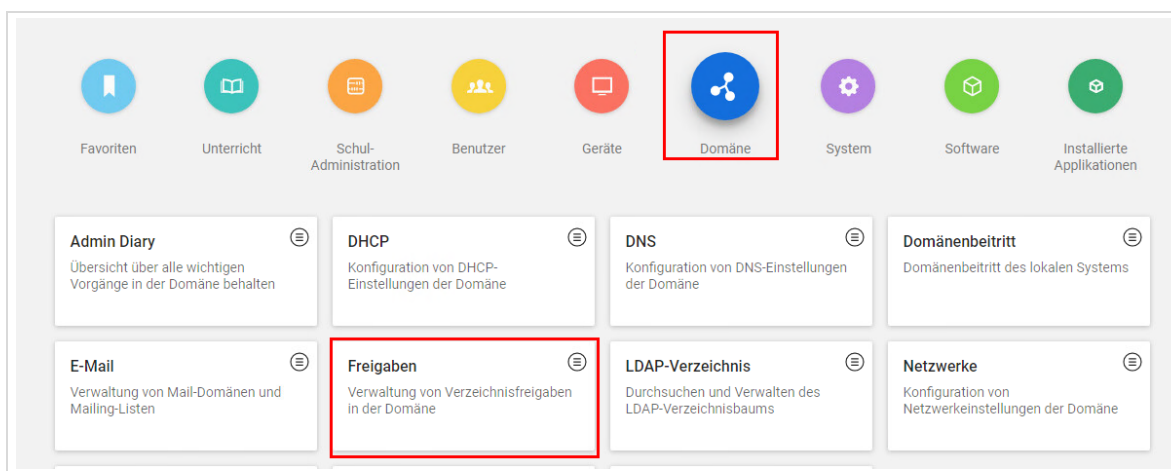 Favoriten
Unterricht
Schul-
Administration
Benutzer
Geräte
Domäne
System
Software
Installierte
Applikationen
Admin Diary
Übersicht über alle wichtigen
Vorgänge in der Domäne behalten
DHCP
Konfiguration von DHCP-
Einstellungen der Domäne
DNS
Konfiguration von DNS-Einstellungen
der Domäne
Domänenbeitritt
Domänenbeitritt des lokalen Systems
E-Mail
Verwaltung von Mail-Domänen und
Mailing-Listen
Freigaben
Verwaltung von Verzeichnisfreigaben
in der Domäne
LDAP-Verzeichnis
Durchsuchen und Verwalten des
LDAP-Verzeichnisbaums
Netzwerke
Konfiguration von
Netzwerkeinstellungen der Domäne